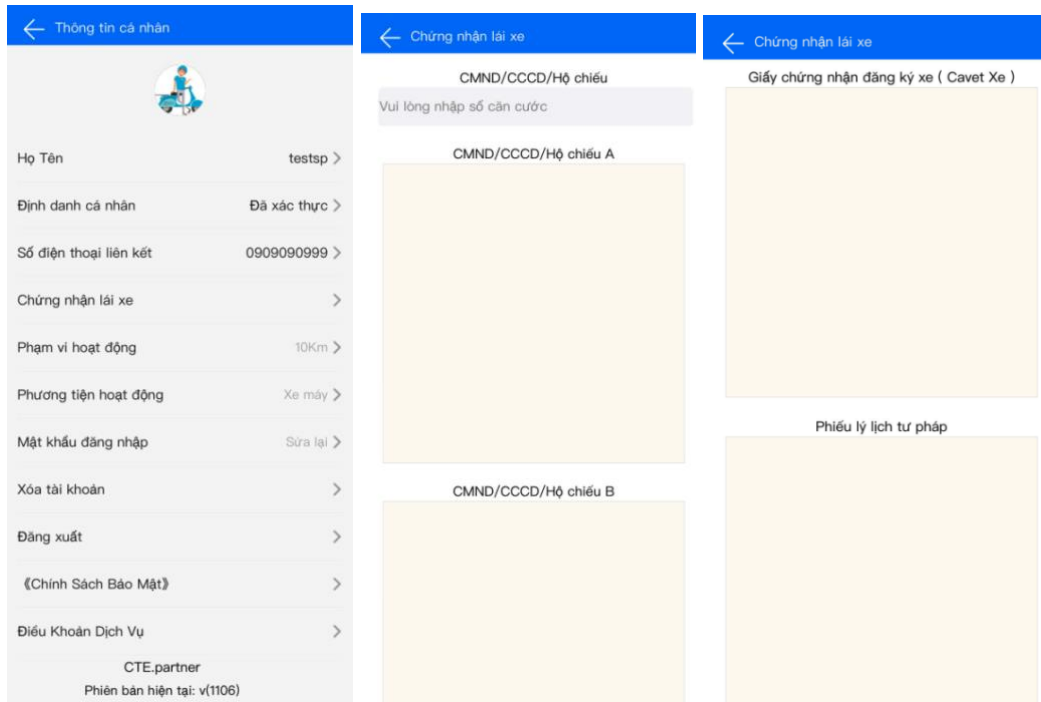 Thông tin cá nhân
Họ Tên testsp
Định danh cá nhân Đã xác thực
Số điện thoại liên kết 0909090999
Chứng nhận lái xe
Phạm vi hoạt động 10Km
Phương tiện hoạt động Xe máy
Mật khẩu đăng nhập Sửa lại
Xóa tài khoản
Đăng xuất
《Chính Sách Bảo Mật》
Điều Khoản Dịch Vụ
CTE.partner
Phiên bản hiện tại: v(1106)
Chứng nhận lái xe
CMND/CCCD/Hộ chiếu
Vui lòng nhập số căn cước
CMND/CCCD/Hộ chiếu A
CMND/CCCD/Hộ chiếu B
Chứng nhận lái xe
Giấy chứng nhận đăng ký xe ( Cavet Xe )
Phiếu lý lịch tư pháp